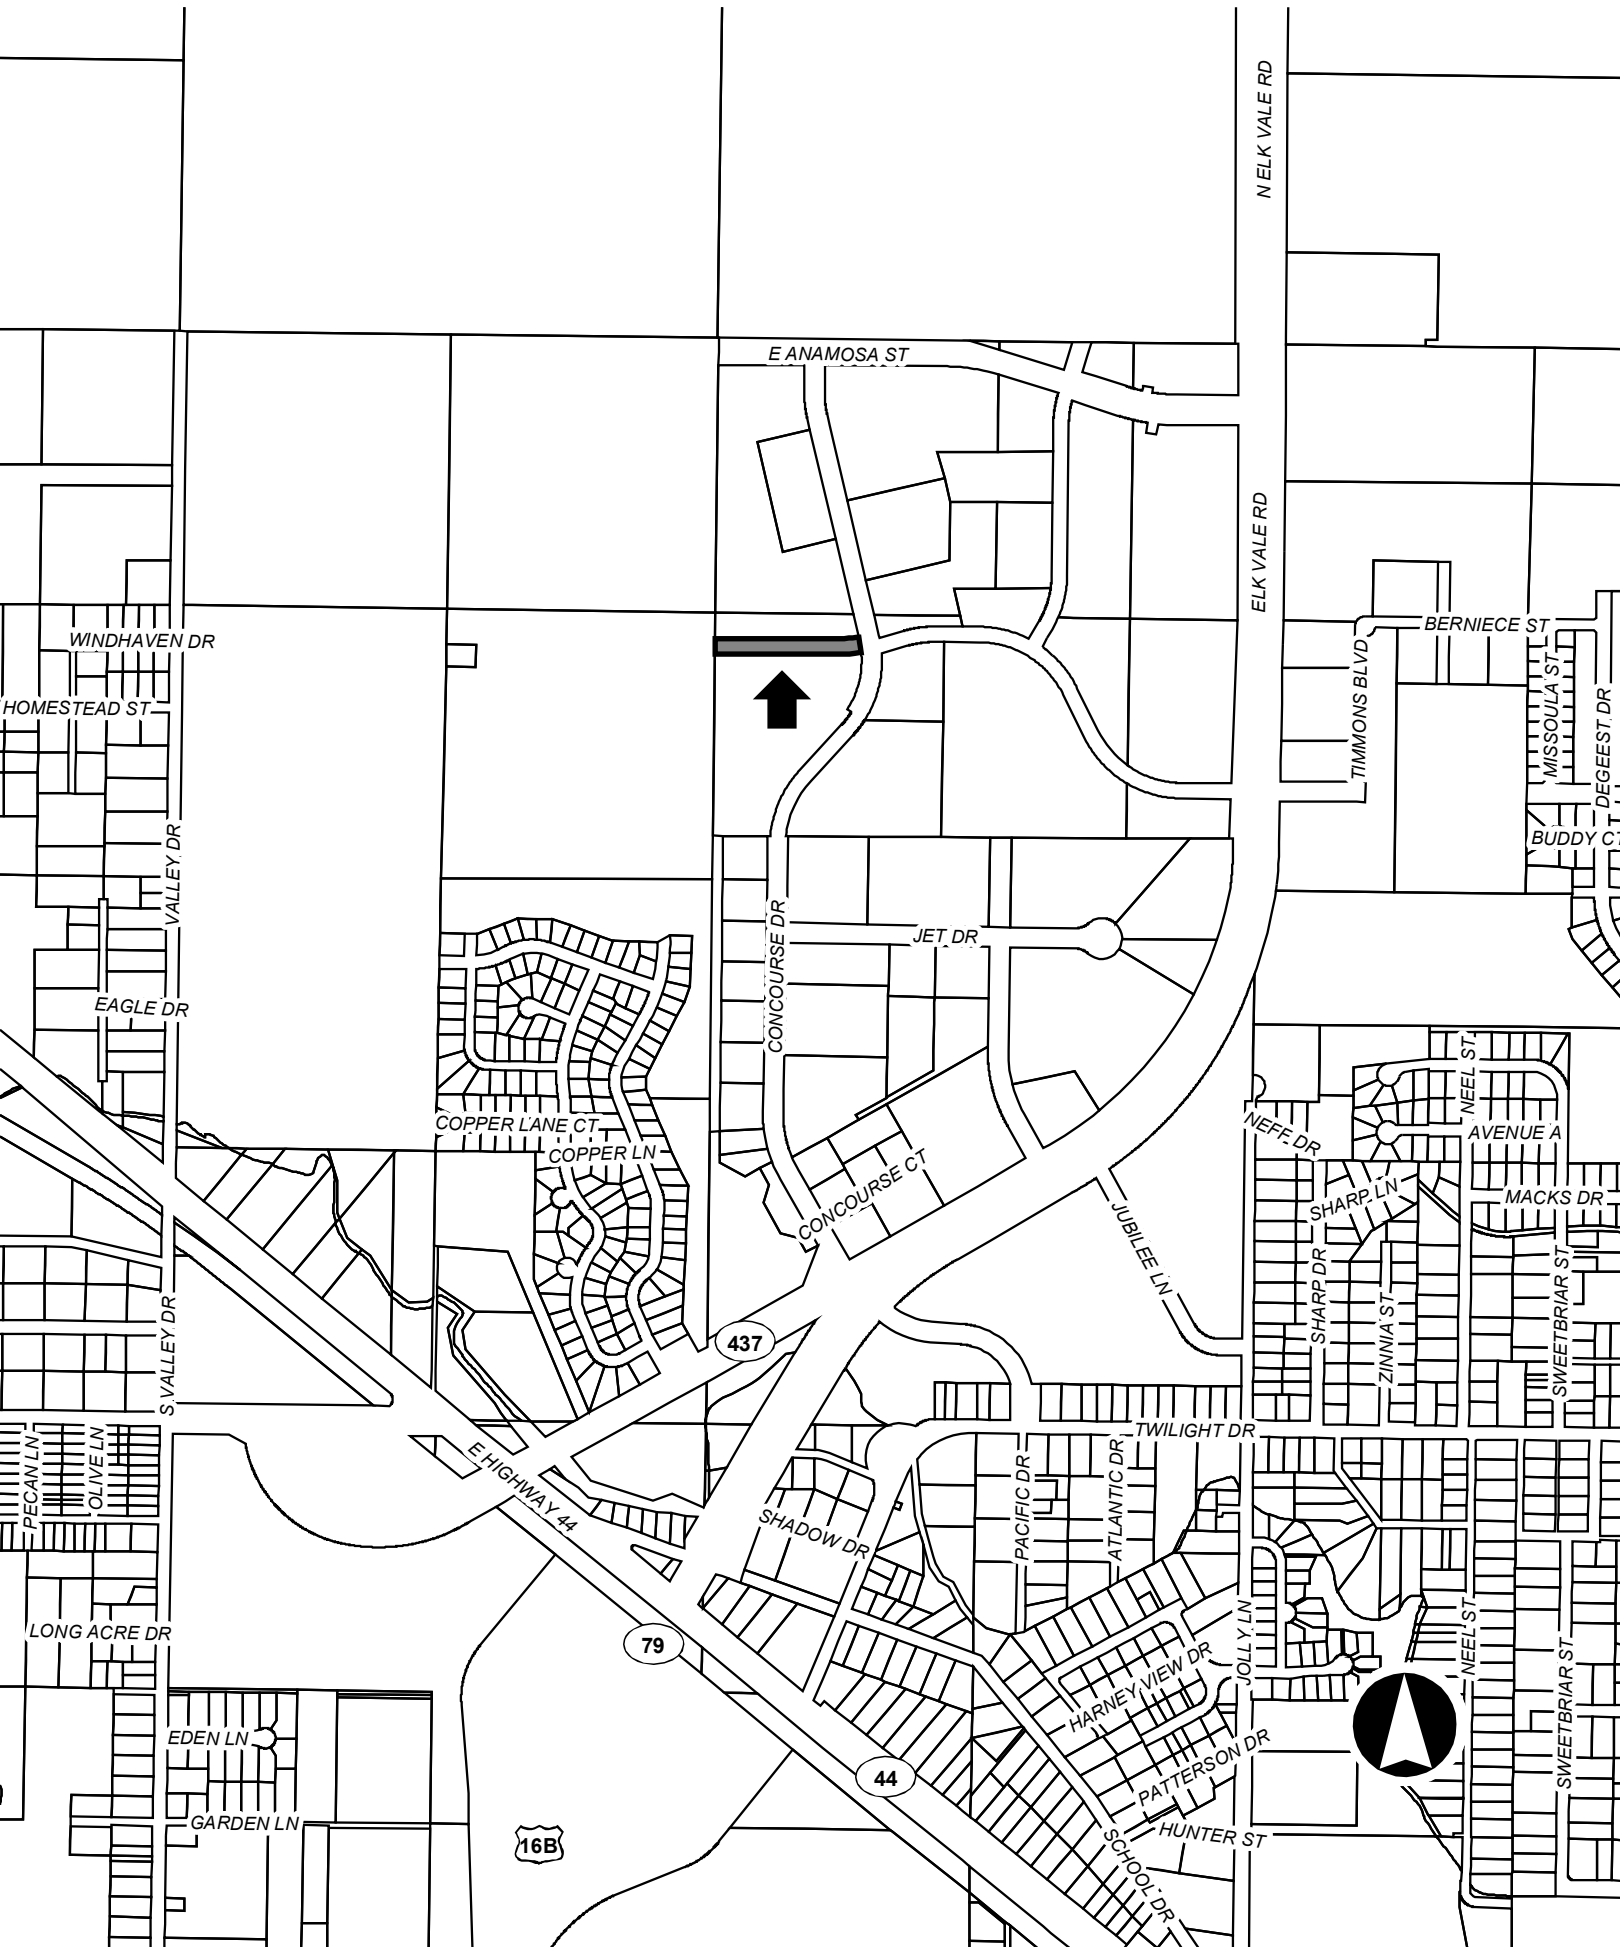 N ELK VALE RD
E ANAMOSA ST
ELK VALE RD
BERNIECE ST
WINDHAVEN DR
TIMMONS BLVD
MISSOULA ST
DEGEEST DR
HOMESTEAD ST
BUDDY CT
VALLEY DR
CONCOURSE DR
JET DR
EAGLE DR
NEEL ST
COPPER LANE CT
COPPER LN
NEFF DR
AVENUE A
CONCOURSE CT
SHARP LN
MACKS DR
JUBILEE LN
SHARP DR
ZINNIA ST
SWEETBRIAR ST
S VALLEY DR
437
TWILIGHT DR
PECAN LN
OLIVE LN
E HIGHWAY 44
SHADOW DR
PACIFIC DR
ATLANTIC DR
LONG ACRE DR
79
HARNEY VIEW DR
JOLLY LN
NEEL ST
SWEETBRIAR ST
EDEN LN
44
PATTERSON DR
GARDEN LN
16B
SCHOOL DR
HUNTER ST